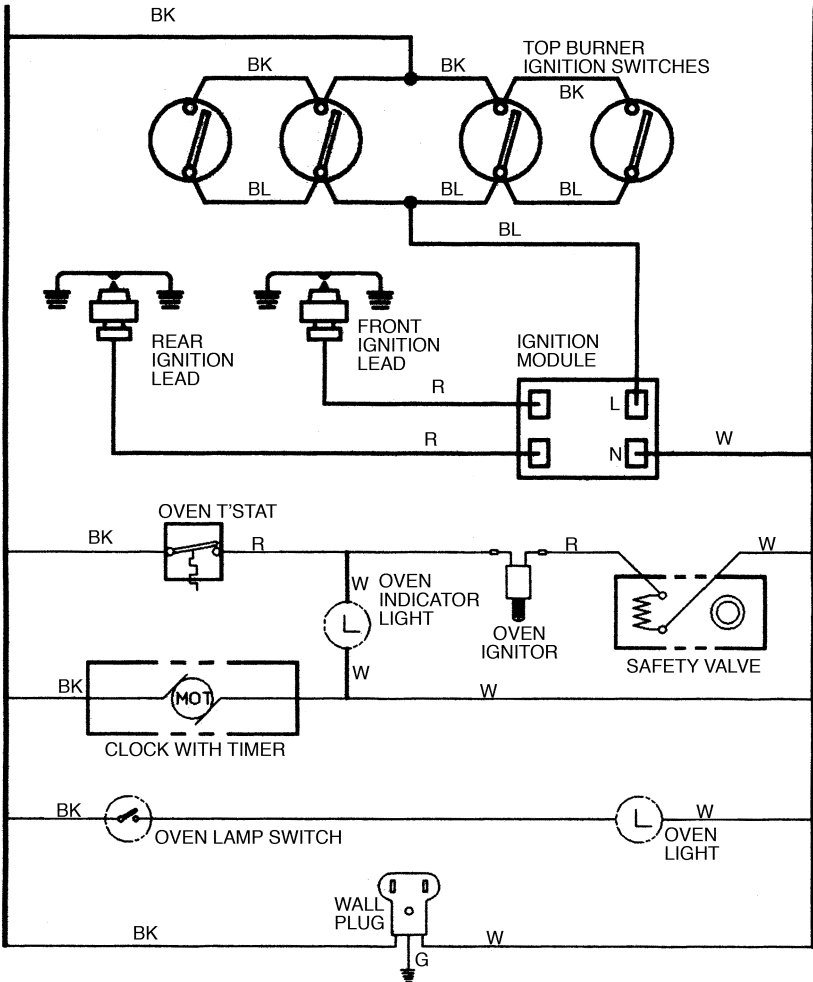 BK
TOP BURNER
IGNITION SWITCHES
BK
BK
BK
BL
BL
BL
BL
REAR
IGNITION
LEAD
FRONT
IGNITION
LEAD
IGNITION
MODULE
R
L
R
N
W
OVEN T'STAT
BK
R
R
W
W
OVEN
INDICATOR
LIGHT
OVEN
IGNITOR
SAFETY VALVE
W
BK
MOT
W
CLOCK WITH TIMER
BK
OVEN LAMP SWITCH
W
OVEN
LIGHT
WALL
PLUG
BK
W
G